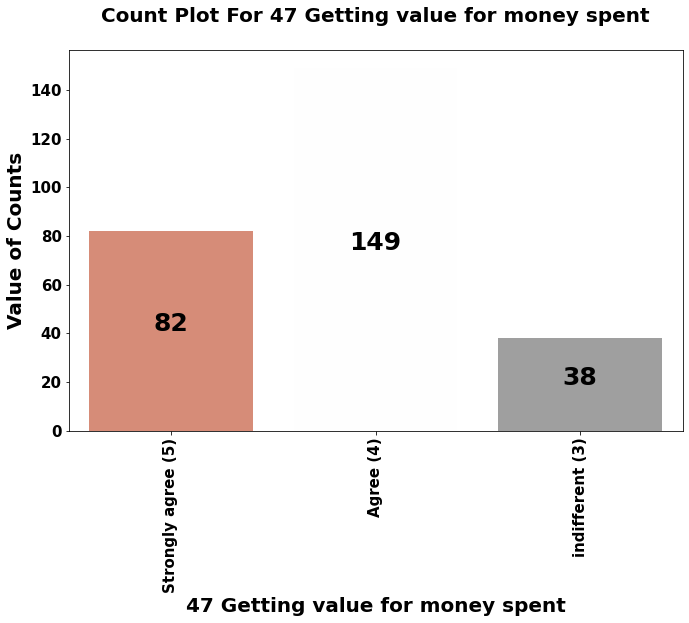 Count Plot For 47 Getting value for money spent
Value of Counts
140
120
100
80
60
40
20
0
82
149
38
Strongly agree (5)
Agree (4)
indifferent (3)
47 Getting value for money spent